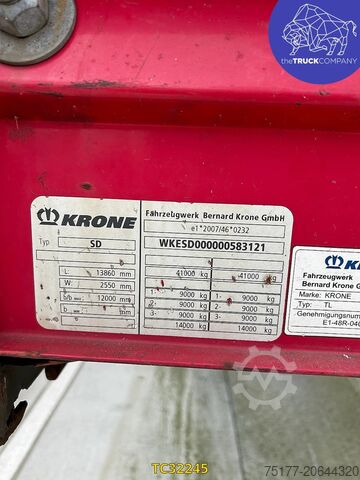 theTRUCKCOMPANY
KRONE
Fahrzeugwerk Bernard Krone GmbH
e1*2007/46*0232
Typ SD WKESD000000583121
L: 13860 mm 41000 kg 41000 kg
W: 2550 mm
a: mm 1- 9000 kg 1- 9000 kg
b/b max 12000 mm 2- 9000 kg 2- 9000 kg
b mm 3- 9000 kg 3- 9000 kg
14000 kg 14000 kg
K
Fahrzeugwerk
Bernard Krone G
Marke: KRONE
Typ: TL
Genehmigungsnum
E1-48R-04
TC32245
75177-20644320